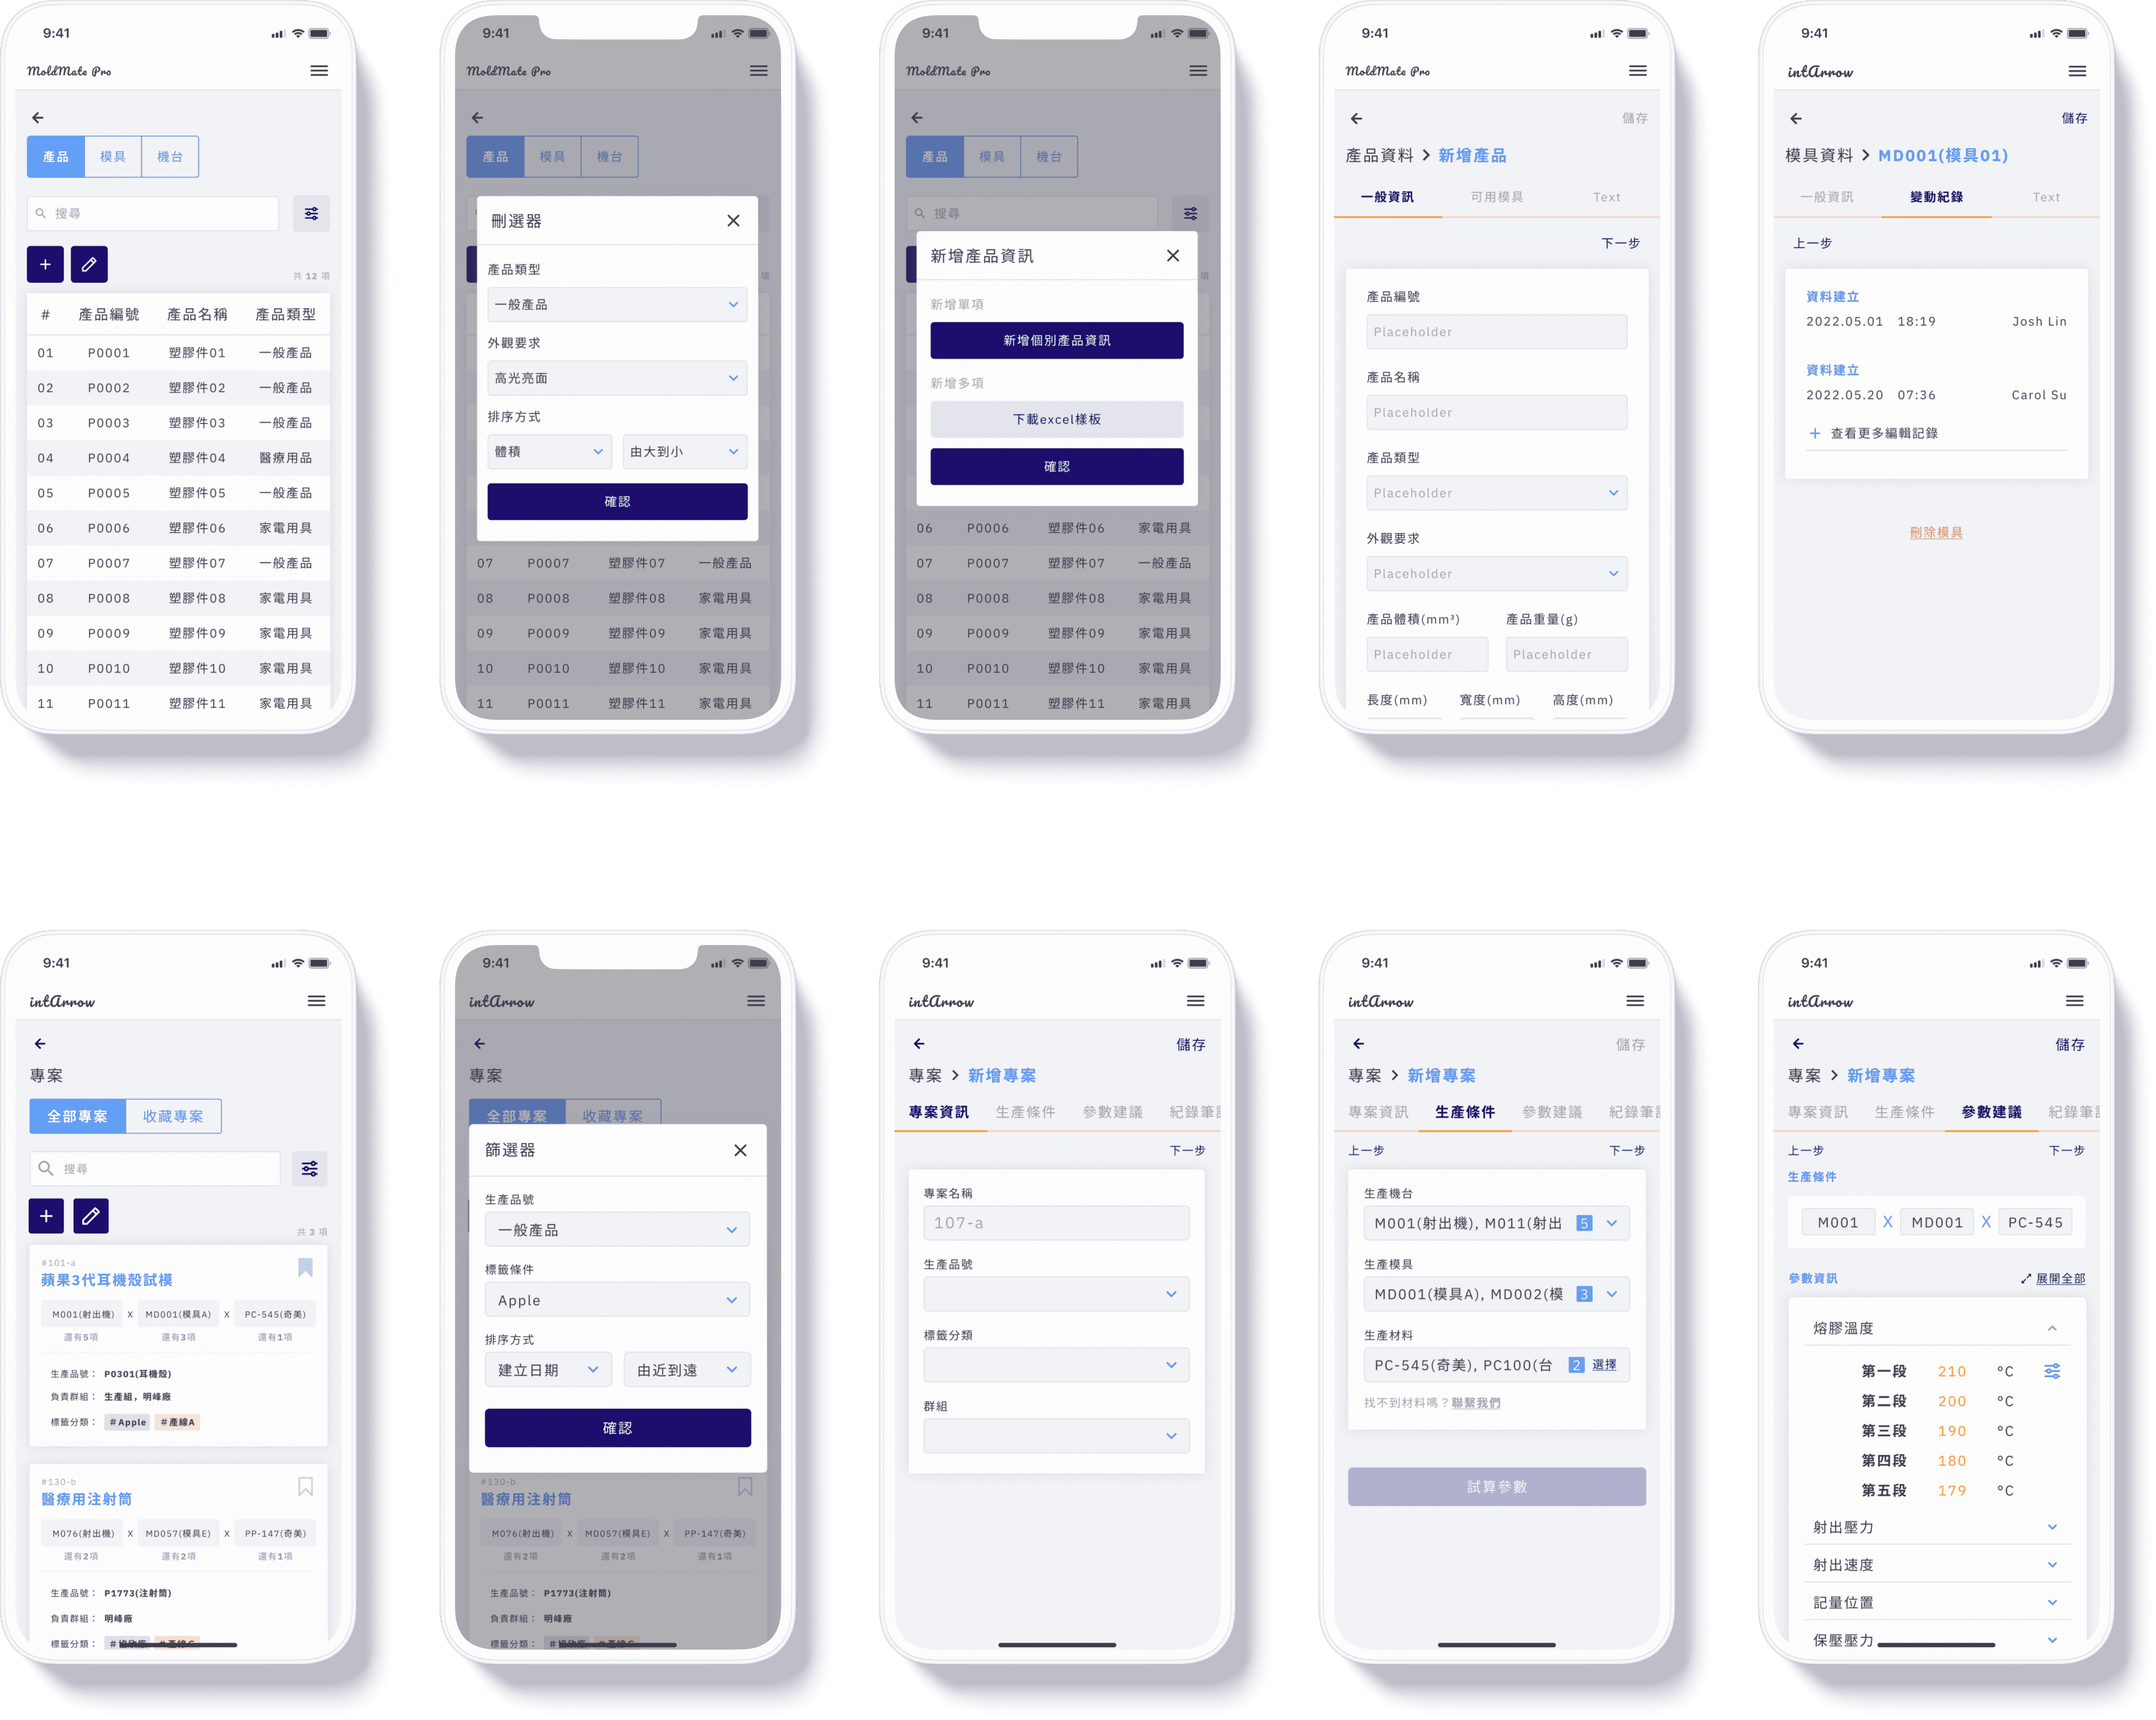 9:41
MoldMate Pro
產品 模具 機台
搜尋
共 12 項
# 產品編號 產品名稱 產品類型
01 P0001 塑膠件01 一般產品
02 P0002 塑膠件02 一般產品
03 P0003 塑膠件03 一般產品
04 P0004 塑膠件04 醫療用品
05 P0005 塑膠件05 一般產品
06 P0006 塑膠件06 家電用具
07 P0007 塑膠件07 一般產品
08 P0008 塑膠件08 家電用具
09 P0009 塑膠件09 家電用具
10 P0010 塑膠件10 家電用具
11 P0011 塑膠件11 家電用具
9:41
MoldMate Pro
產品 模具 機台
刪選器
項
產品類型
一般產品
外觀要求
高光亮面
排序方式
體積 由大到小
確認
07 P0007 塑膠件07 一般產品
08 P0008 塑膠件08 家電用具
09 P0009 塑膠件09 家電用具
10 P0010 塑膠件10 家電用具
11 P0011 塑膠件11 家電用具
9:41
MoldMate Pro
產品 模具 機台
搜尋
新增產品資訊
項
新增單項
新增個別產品資訊
新增多項
下載excel樣板
確認
06 P0006 塑膠件06 家電用具
07 P0007 塑膠件07 一般產品
08 P0008 塑膠件08 家電用具
09 P0009 塑膠件09 家電用具
10 P0010 塑膠件10 家電用具
11 P0011 塑膠件11 家電用具
9:41
MoldMate Pro
儲存
產品資料 > 新增產品
一般資訊 可用模具 Text
下一步
產品編號
Placeholder
產品名稱
Placeholder
產品類型
Placeholder
外觀要求
Placeholder
產品體積(mm³) 產品重量(g)
Placeholder Placeholder
長度(mm) 寬度(mm) 高度(mm)
9:41
intArrow
儲存
模具資料 > MD001(模具01)
一般資訊 變動紀錄 Text
上一步
資料建立
2022.05.01 18:19 Josh Lin
資料建立
2022.05.20 07:36 Carol Su
+ 查看更多編輯記錄
刪除模具
9:41
intArrow
專案
全部專案 收藏專案
搜尋
共 3 項
#101-a
蘋果3代耳機殼試模
M001(射出機) X MD001(模具A) X PC-545(奇美)
還有5項 還有3項 還有1項
生產品號： P0301(耳機殼)
負責群組： 生產組，明峰廠
標籤分類： #Apple #產線A
#130-b
醫療用注射筒
M076(射出機) X MD057(模具E) X PP-147(奇美)
還有2項 還有2項 還有1項
生產品號： P1773(注射筒)
負責群組： 明峰廠
標籤分類：
9:41
intArrow
專案
全部專案 收藏專案
篩選器
生產品號
一般產品
標籤條件
Apple
排序方式
建立日期 由近到遠
確認
#130-b
醫療用注射筒
M076(射出機) X MD057(模具E) X PP-147(奇美)
還有2項 還有2項 還有1項
生產品號： P1773(注射筒)
負責群組： 明峰廠
標籤分類：
9:41
intArrow
儲存
專案 > 新增專案
專案資訊 生產條件 參數建議 紀錄筆
下一步
專案名稱
107-a
生產品號
標籤分類
群組
9:41
intArrow
儲存
專案 > 新增專案
專案資訊 生產條件 參數建議 紀錄筆
上一步 下一步
生產機台
M001(射出機), M011(射出 5
生產模具
MD001(模具A), MD002(模 3
生產材料
PC-545(奇美), PC100(台 2 選擇
找不到材料嗎？聯繫我們
試算參數
9:41
intArrow
儲存
專案 > 新增專案
專案資訊 生產條件 參數建議 紀錄筆
上一步 下一步
生產條件
M001 X MD001 X PC-545
參數資訊 展開全部
熔膠溫度
第一段 210 °C
第二段 200 °C
第三段 190 °C
第四段 180 °C
第五段 179 °C
射出壓力
射出速度
記量位置
保壓壓力